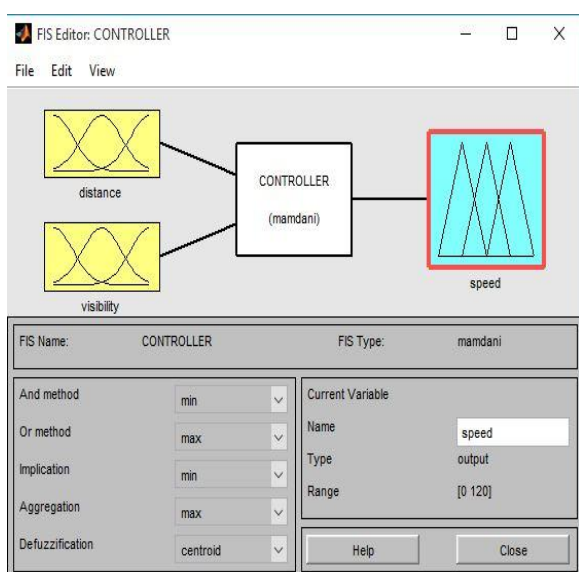 FIS Editor: CONTROLLER
File Edit View
distance
visibility
CONTROLLER
(mamdani)
speed
FIS Name: CONTROLLER FIS Type: mamdani
And method min
Or method max
Implication min
Aggregation max
Defuzzification centroid
Current Variable
Name speed
Type output
Range [0 120]
Help Close